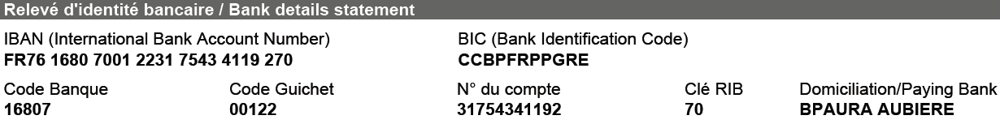 Relevé d'identité bancaire / Bank details statement
IBAN (International Bank Account Number) BIC (Bank Identification Code)
FR76 1680 7001 2231 7543 4119 270 CCBPFRPPGRE
Code Banque Code Guichet N° du compte Clé RIB Domiciliation/Paying Bank
16807 00122 31754341192 70 BPAURA AUBIERE